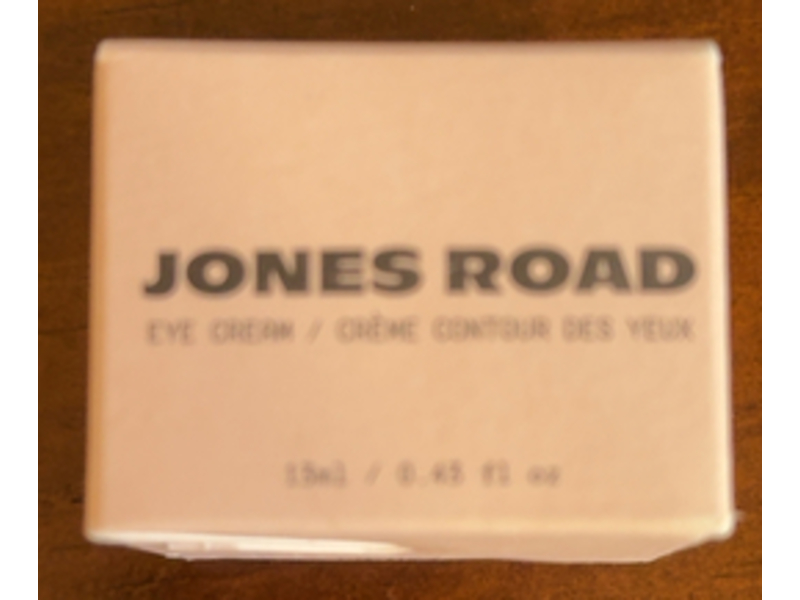 JONES ROAD
EYE CREAM / CRÈME CONTOUR DES YEUX
15ml / 0.45 fl oz